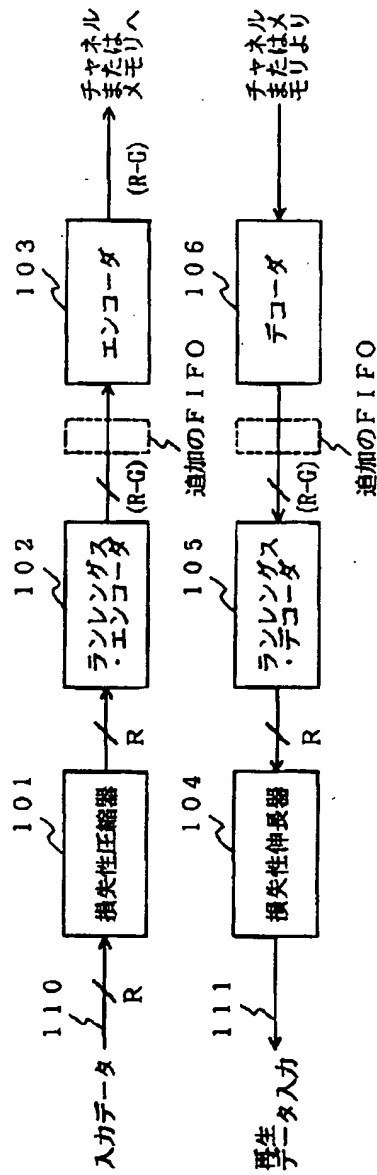 入力データ
110
R
101
損失性圧縮器
R
102
ランレングス
・エンコーダ
(R-G)
追加のFIFO
103
エンコーダ
(R-G)
チャネル
または
メモリへ
再生
データ入力
111
104
損失性伸長器
R
105
ランレングス
・デコーダ
(R-G)
追加のFIFO
106
デコーダ
チャネル
またはメ
モリより